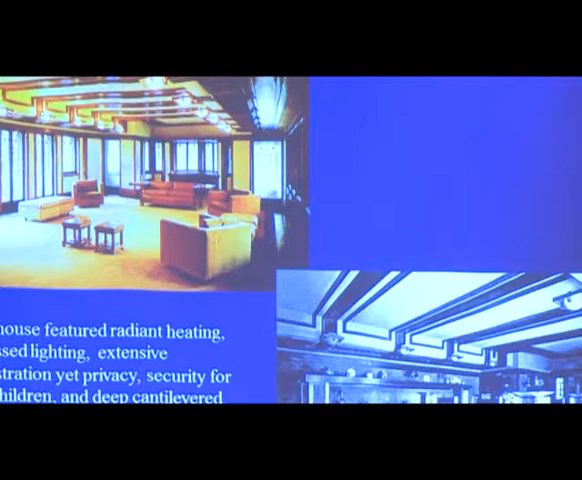 house featured radiant heating,
ssed lighting, extensive
stration yet privacy, security for
hildren, and deep cantilevered